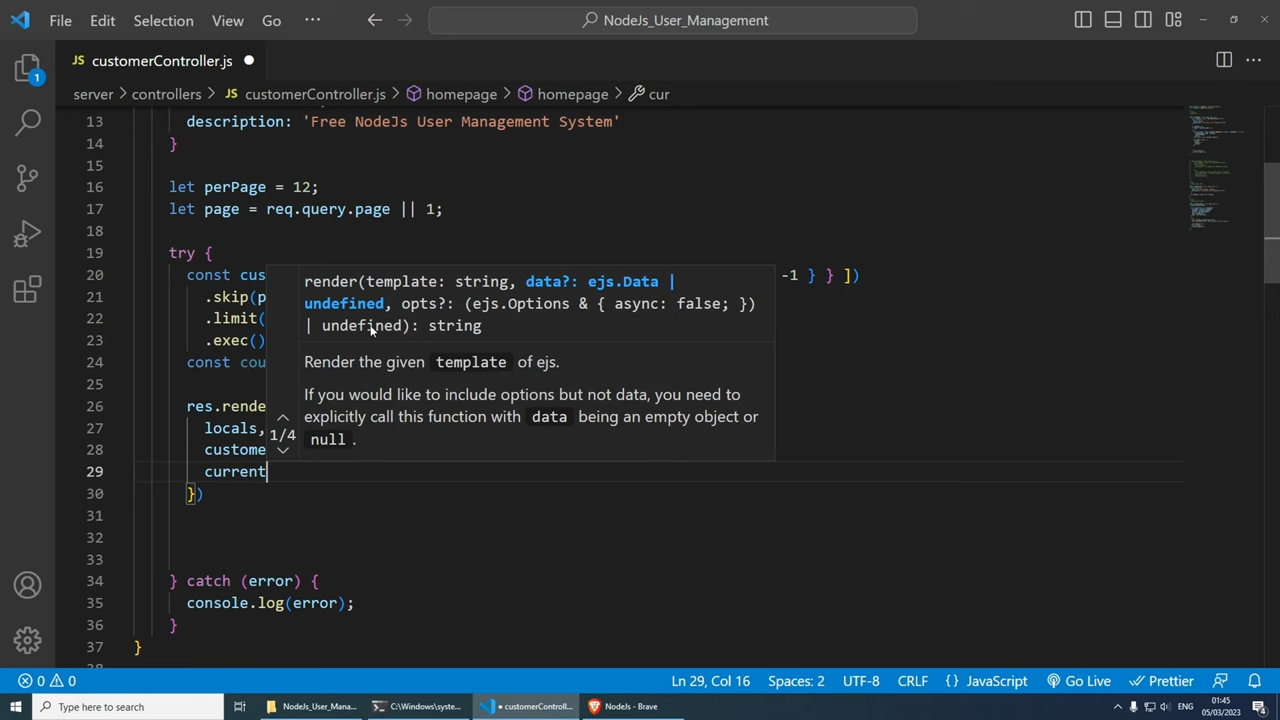 File Edit Selection View Go ··· NodeJs_User_Management
JS customerController.js
server > controllers > JS customerController.js > homepage > homepage > cur
1
13 description: 'Free NodeJs User Management System'
14 }
15
16 let perPage = 12;
17 let page = req.query.page || 1;
18
19 try {
20 const cus -1 } } ])
21 .skip(p
22 .limit(
23 .exec()
24 const cou
25
26 res.rende
27 locals,
28 custome
29 current
30 })
31
32
33
34 } catch (error) {
35 console.log(error);
36 }
37 }
render(template: string, data?: ejs.Data |
undefined, opts?: (ejs.Options & { async: false; })
| undefined): string
Render the given template of ejs.
If you would like to include options but not data, you need to
explicitly call this function with data being an empty object or
null .
1/4
0 0 Ln 29, Col 16 Spaces: 2 UTF-8 CRLF {} JavaScript Go Live Prettier
Type here to search NodeJs_User_Mana... C:\Windows\syste... • customerControll... NodeJs - Brave ENG 01:45
05/03/2023
4